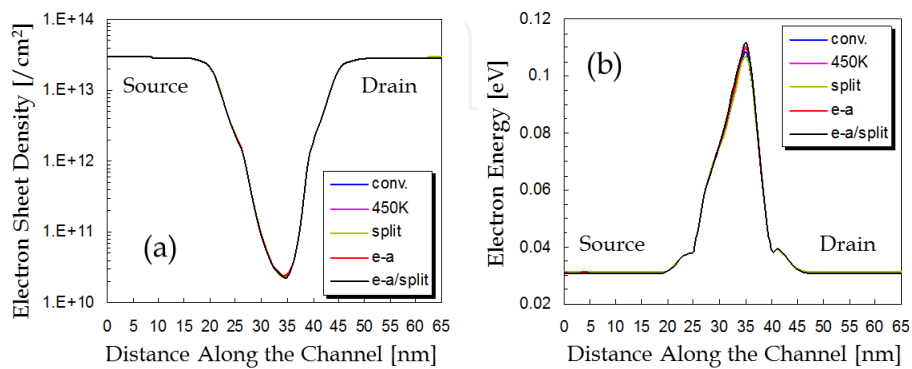 1.E+14
1.E+13
1.E+12
1.E+11
1.E+10
Electron Sheet Density [/cm2]
Source
Drain
(a)
conv.
450K
split
e-a
e-a/split
0 5 10 15 20 25 30 35 40 45 50 55 60 65
Distance Along the Channel [nm]
0.12
0.1
0.08
0.06
0.04
0.02
Electron Energy [eV]
(b)
conv.
450K
split
e-a
e-a/split
Source
Drain
0 5 10 15 20 25 30 35 40 45 50 55 60 65
Distance Along the Channel [nm]